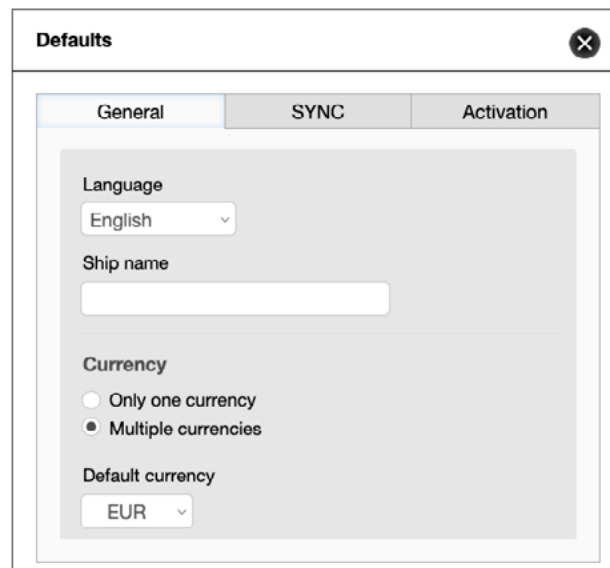 Defaults
General SYNC Activation
Language
English
Ship name
Currency
Only one currency
Multiple currencies
Default currency
EUR